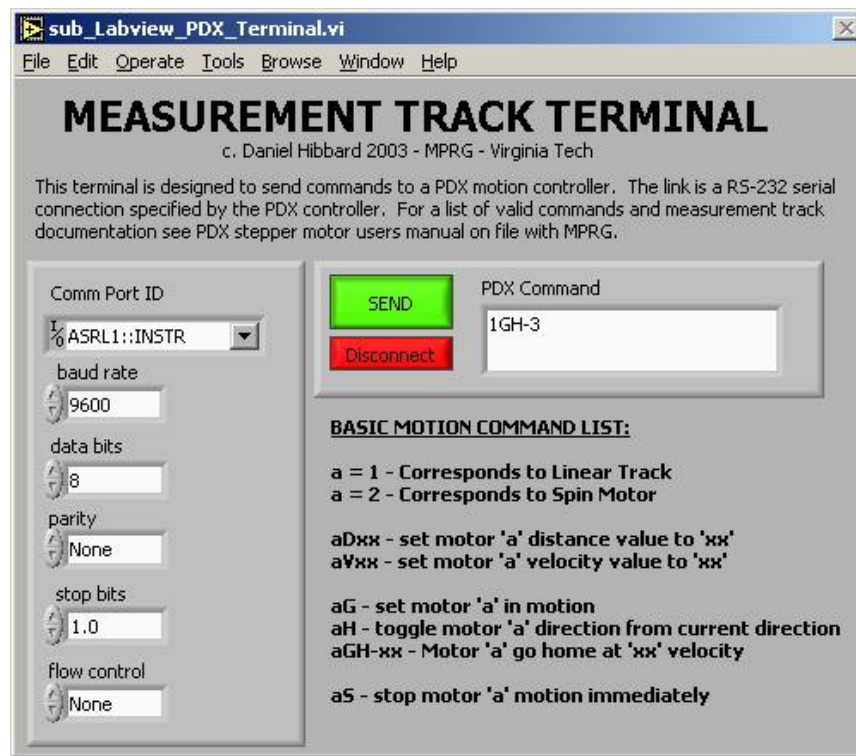 sub_Labview_PDX_Terminal.vi
File Edit Operate Tools Browse Window Help
MEASUREMENT TRACK TERMINAL
c. Daniel Hibbard 2003 - MPRG - Virginia Tech
This terminal is designed to send commands to a PDX motion controller. The link is a RS-232 serial
connection specified by the PDX controller. For a list of valid commands and measurement track
documentation see PDX stepper motor users manual on file with MPRG.
Comm Port ID
I/O ASRL1::INSTR
baud rate
9600
data bits
8
parity
None
stop bits
1.0
flow control
None
SEND
Disconnect
PDX Command
1GH-3
BASIC MOTION COMMAND LIST:
a = 1 - Corresponds to Linear Track
a = 2 - Corresponds to Spin Motor
aDxx - set motor 'a' distance value to 'xx'
aVxx - set motor 'a' velocity value to 'xx'
aG - set motor 'a' in motion
aH - toggle motor 'a' direction from current direction
aGH-xx - Motor 'a' go home at 'xx' velocity
aS - stop motor 'a' motion immediately